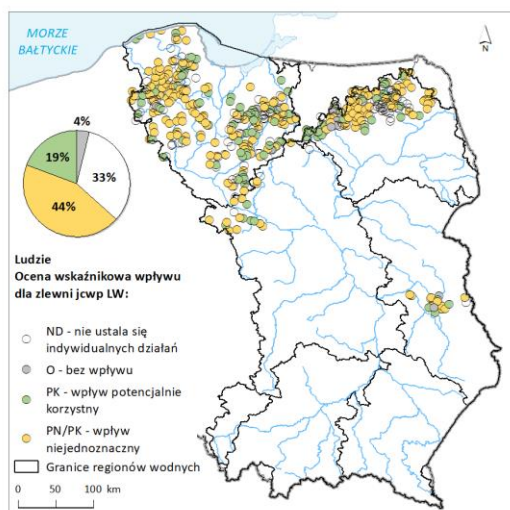 MORZE
BAŁTYCKIE
N
4%
19%
33%
44%
Ludzie
Ocena wskaźnikowa wpływu
dla zlewni jcwp LW:
ND - nie ustala się
indywidualnych działań
O - bez wpływu
PK - wpływ potencjalnie
korzystny
PN/PK - wpływ
niejednoznaczny
Granice regionów wodnych
0 50 100 km